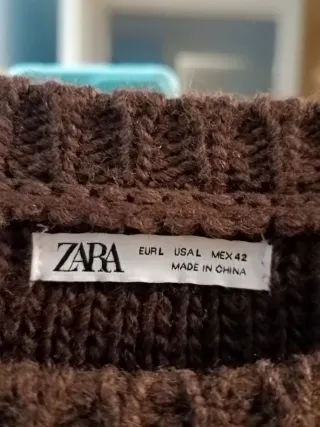 ZARA
EUR L USA L MEX 42
MADE IN CHINA